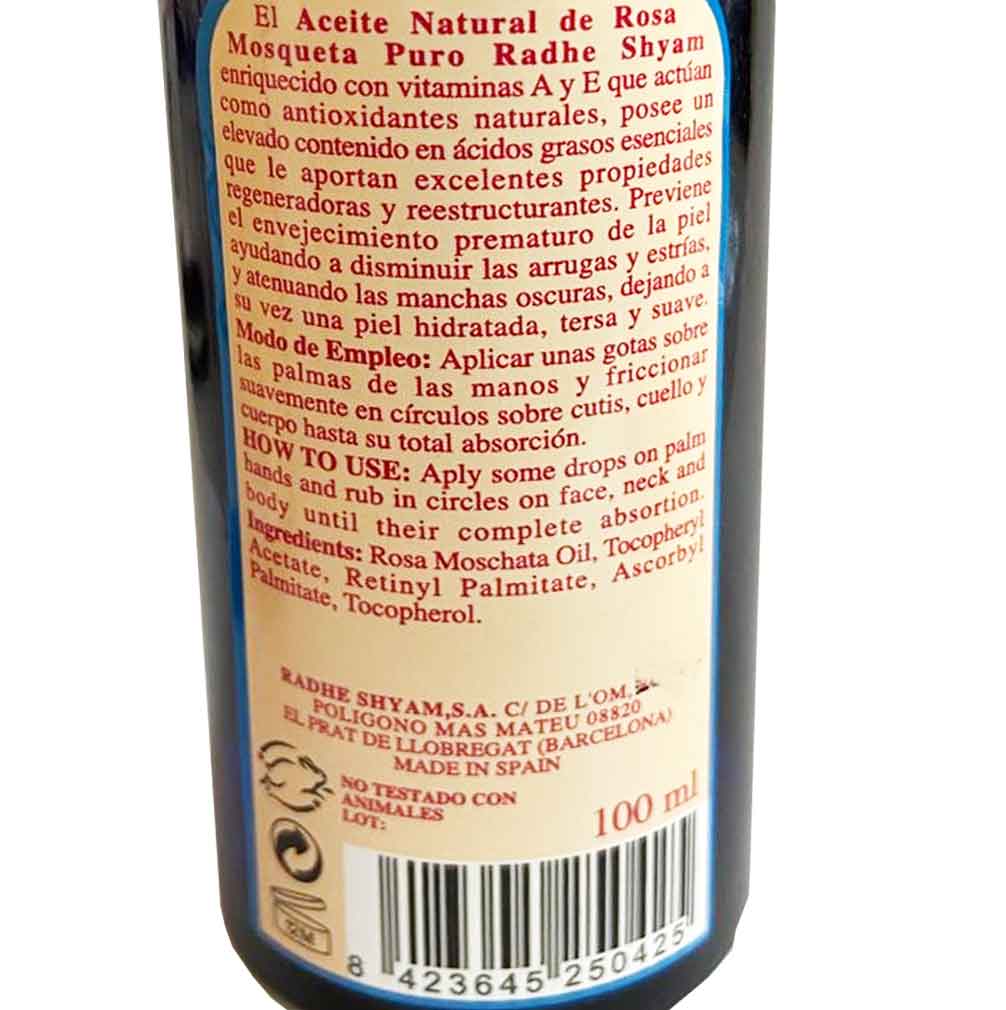 El Aceite Natural de Rosa
Mosqueta Puro Radhe Shyam
enriquecido con vitaminas A y E que actúan
como antioxidantes naturales, posee un
elevado contenido en ácidos grasos esenciales
que le aportan excelentes propiedades
regeneradoras y reestructurantes. Previene
el envejecimiento prematuro de la piel
ayudando a disminuir las arrugas y estrías,
y atenuando las manchas oscuras, dejando a
su vez una piel hidratada, tersa y suave.
Modo de Empleo: Aplicar unas gotas sobre
las palmas de las manos y friccionar
suavemente en círculos sobre cutis, cuello y
cuerpo hasta su total absorción.
HOW TO USE: Aply some drops on palm
hands and rub in circles on face, neck and
body until their complete absortion.
Ingredients: Rosa Moschata Oil, Tocopheryl
Acetate, Retinyl Palmitate, Ascorbyl
Palmitate, Tocopherol.
RADHE SHYAM,S.A. C/ DE L'OM,
POLIGONO MAS MATEU 08820
EL PRAT DE LLOBREGAT (BARCELONA)
MADE IN SPAIN
NO TESTADO CON
ANIMALES
LOT:
100 ml
12M
8 423645 250425